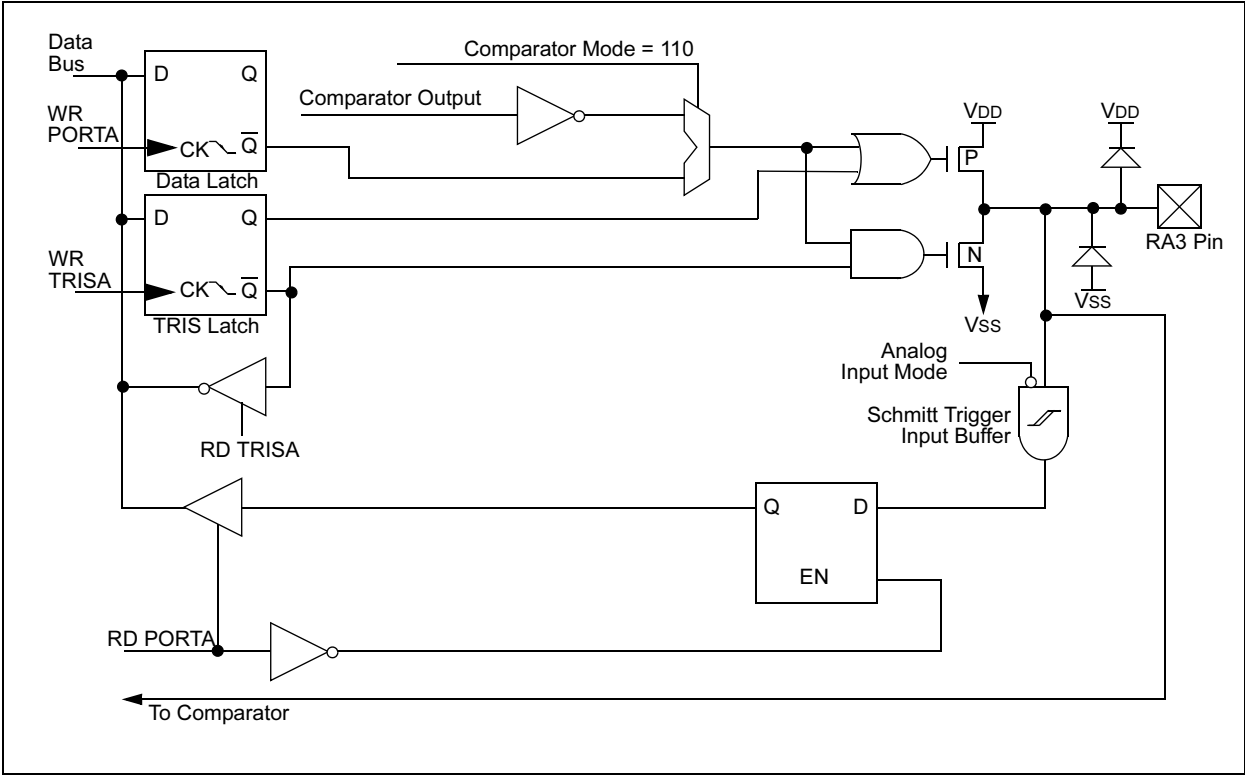 Data
Bus
Comparator Mode = 110
D Q
Comparator Output
WR
PORTA
CK Q
Data Latch
VDD
VDD
P
D Q
RA3 Pin
WR
TRISA
CK Q
TRIS Latch
N
VSS
VSS
Analog
Input Mode
Schmitt Trigger
Input Buffer
RD TRISA
Q D
EN
RD PORTA
To Comparator